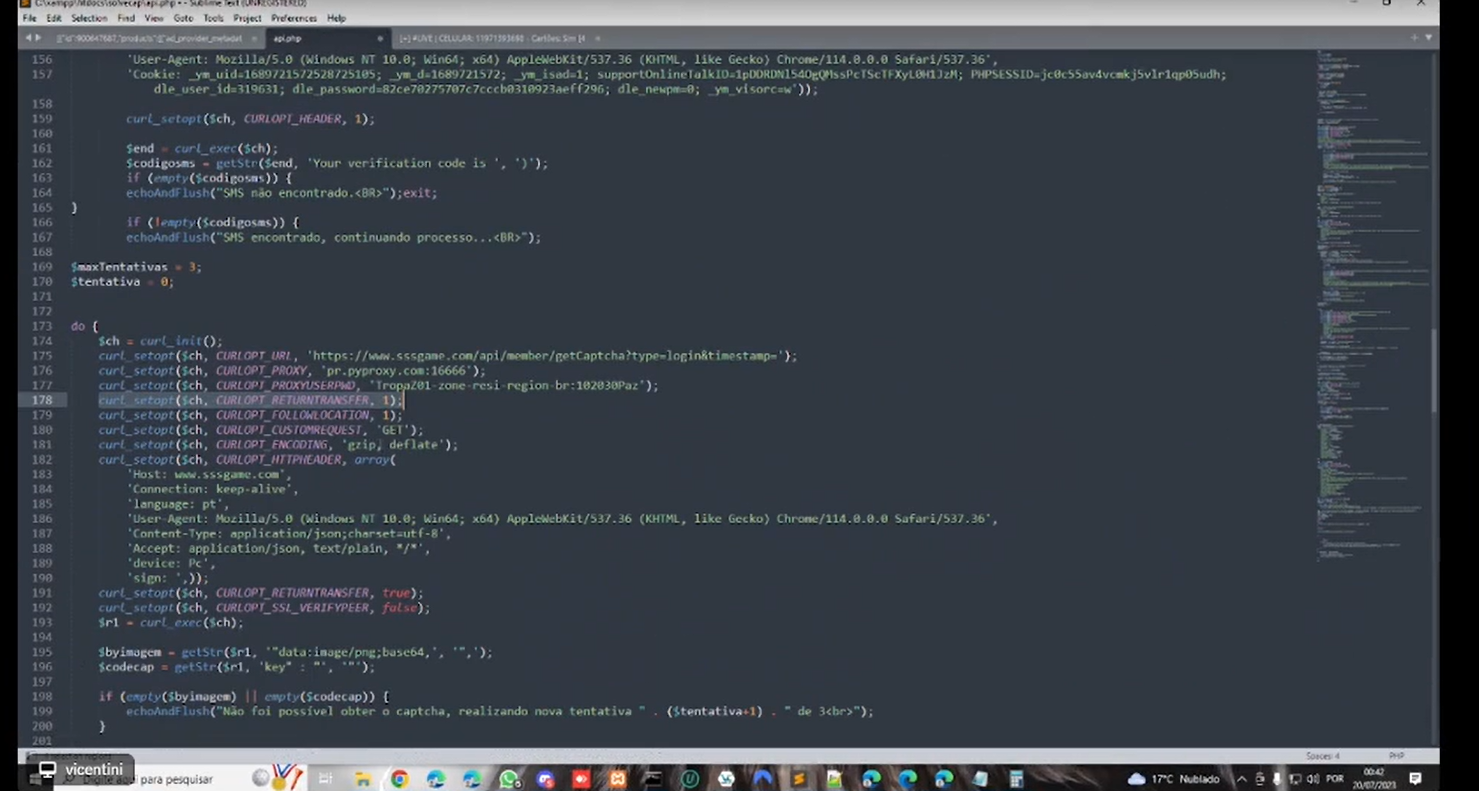 C:\xampp\htdocs\solvecap\api.php • - Sublime Text (UNREGISTERED)
File Edit Selection Find View Goto Tools Project Preferences Help
api.php
156 'User-Agent: Mozilla/5.0 (Windows NT 10.0; Win64; x64) AppleWebKit/537.36 (KHTML, like Gecko) Chrome/114.0.0.0 Safari/537.36',
157 'Cookie: _ym_uid=1689721572528725105; _ym_d=1689721572; _ym_isad=1; PHPSESSID=jc0c55av4vcmkj5vlr1qp05udh;
dle_user_id=319631; dle_password=82ce70275707c7cccb0310923aeff296; dle_newpm=0; _ym_visorc=w'));
158
159 curl_setopt($ch, CURLOPT_HEADER, 1);
160
161 $end = curl_exec($ch);
162 $codigosms = getStr($end, 'Your verification code is ', ')');
163 if (empty($codigosms)) {
164 echoAndFlush("SMS não encontrado.<BR>");exit;
165 }
166 if (!empty($codigosms)) {
167 echoAndFlush("SMS encontrado, continuando processo...<BR>");
168
169 $maxTentativas = 3;
170 $tentativa = 0;
171
172
173 do {
174 $ch = curl_init();
175 curl_setopt($ch, CURLOPT_URL, 'https://www.sssgame.com/api/member/getCaptcha?type=login&timestamp=');
176 curl_setopt($ch, CURLOPT_PROXY, 'pr.pyproxy.com:16666');
177 curl_setopt($ch, CURLOPT_PROXYUSERPWD, 'TropaZ01-zone-resi-region-br:102030Paz');
178 curl_setopt($ch, CURLOPT_RETURNTRANSFER, 1);
179 curl_setopt($ch, CURLOPT_FOLLOWLOCATION, 1);
180 curl_setopt($ch, CURLOPT_CUSTOMREQUEST, 'GET');
181 curl_setopt($ch, CURLOPT_ENCODING, 'gzip, deflate');
182 curl_setopt($ch, CURLOPT_HTTPHEADER, array(
183 'Host: www.sssgame.com',
184 'Connection: keep-alive',
185 'language: pt',
186 'User-Agent: Mozilla/5.0 (Windows NT 10.0; Win64; x64) AppleWebKit/537.36 (KHTML, like Gecko) Chrome/114.0.0.0 Safari/537.36',
187 'Content-Type: application/json;charset=utf-8',
188 'Accept: application/json, text/plain, */*',
189 'device: Pc',
190 'sign: ',));
191 curl_setopt($ch, CURLOPT_RETURNTRANSFER, true);
192 curl_setopt($ch, CURLOPT_SSL_VERIFYPEER, false);
193 $r1 = curl_exec($ch);
194
195 $byimagem = getStr($r1, '"data:image/png;base64,', '",');
196 $codecap = getStr($r1, 'key" : "', '"');
197
198 if (empty($byimagem) || empty($codecap)) {
199 echoAndFlush("Não foi possível obter o captcha, realizando nova tentativa " . ($tentativa+1) . " de 3<br>");
200 }
201
Spaces: 4 PHP
vicentini
aqui para pesquisar
17°C Nublado
POR
00:42
20/07/2023